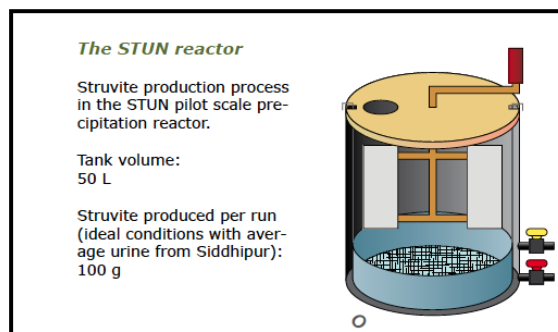 The STUN reactor
Struvite production process
in the STUN pilot scale pre-
cipitation reactor.
Tank volume:
50 L
Struvite produced per run
(ideal conditions with aver-
age urine from Siddhipur):
100 g